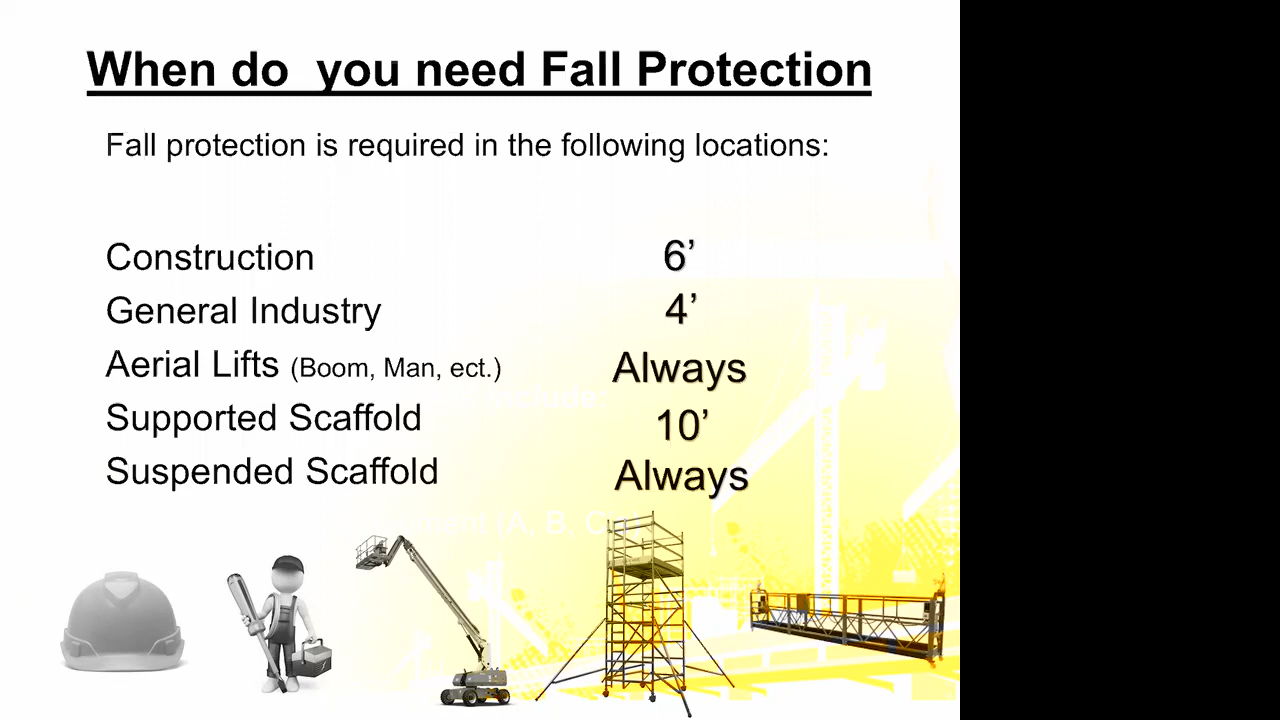 When do you need Fall Protection
Fall protection is required in the following locations:
Construction 6’
General Industry 4’
Aerial Lifts (Boom, Man, ect.) Always
include:
Supported Scaffold 10’
Suspended Scaffold Always
(A, B, C